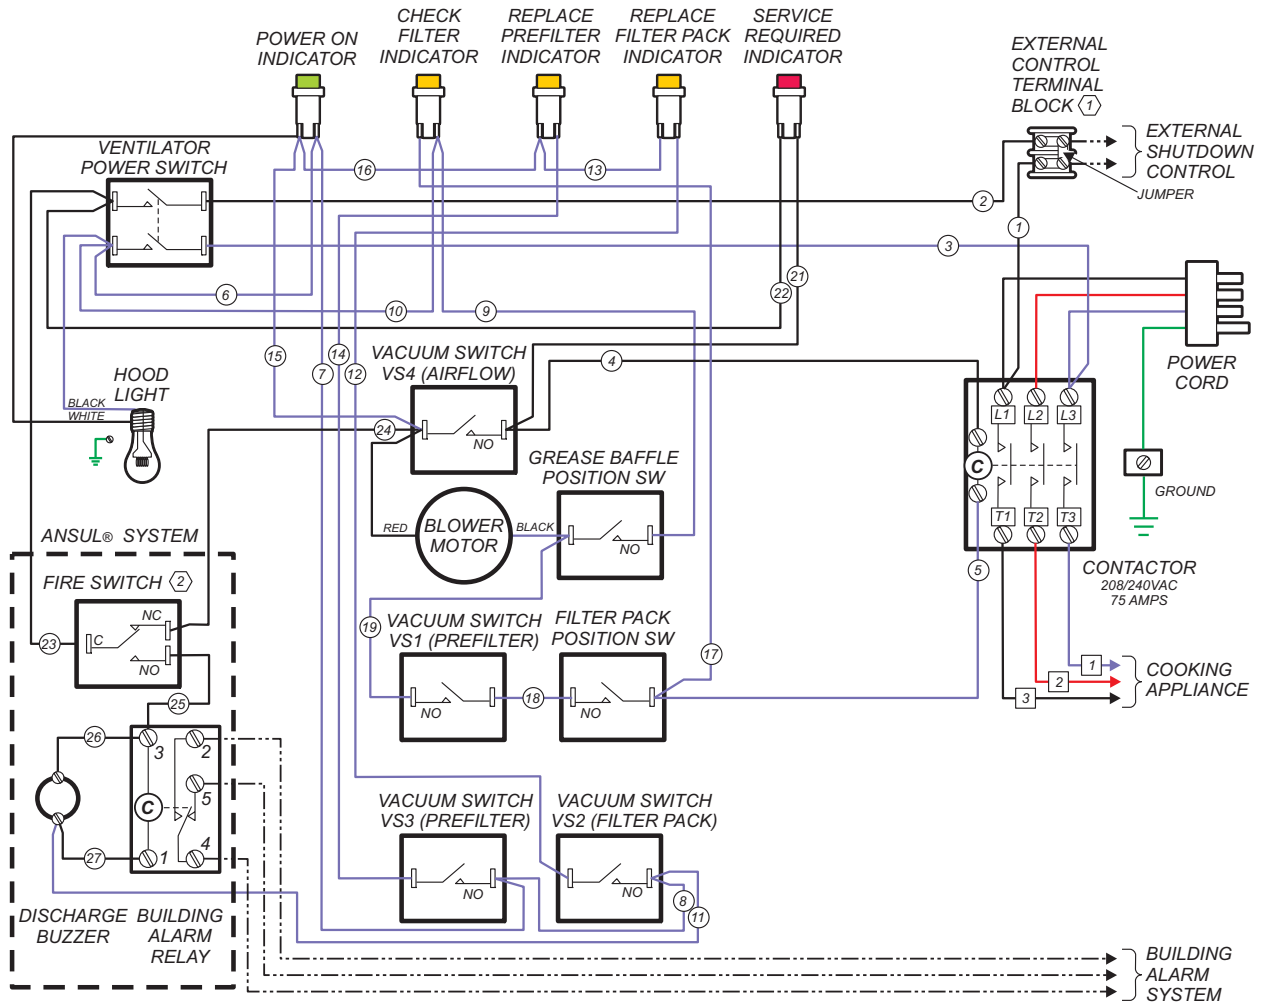 POWER ON
INDICATOR
CHECK
FILTER
INDICATOR
REPLACE
PREFILTER
INDICATOR
REPLACE
FILTER PACK
INDICATOR
SERVICE
REQUIRED
INDICATOR
EXTERNAL
CONTROL
TERMINAL
BLOCK 1
EXTERNAL
SHUTDOWN
CONTROL
JUMPER
VENTILATOR
POWER SWITCH
16
13
2
1
3
6
10
9
21
22
15
7
14
12
4
VACUUM SWITCH
VS4 (AIRFLOW)
NO
24
HOOD
LIGHT
BLACK
WHITE
POWER
CORD
GROUND
L1
L2
L3
C
T1
T2
T3
CONTACTOR
208/240VAC
75 AMPS
5
GREASE BAFFLE
POSITION SW
NO
RED
BLOWER
MOTOR
BLACK
ANSUL® SYSTEM
FIRE SWITCH 2
NC
C
NO
23
25
19
VACUUM SWITCH
VS1 (PREFILTER)
NO
18
FILTER PACK
POSITION SW
NO
17
1
2
3
COOKING
APPLIANCE
26
27
3
2
5
C
1
4
DISCHARGE
BUZZER
BUILDING
ALARM
RELAY
VACUUM SWITCH
VS3 (PREFILTER)
NO
VACUUM SWITCH
VS2 (FILTER PACK)
NO
8
11
BUILDING
ALARM
SYSTEM